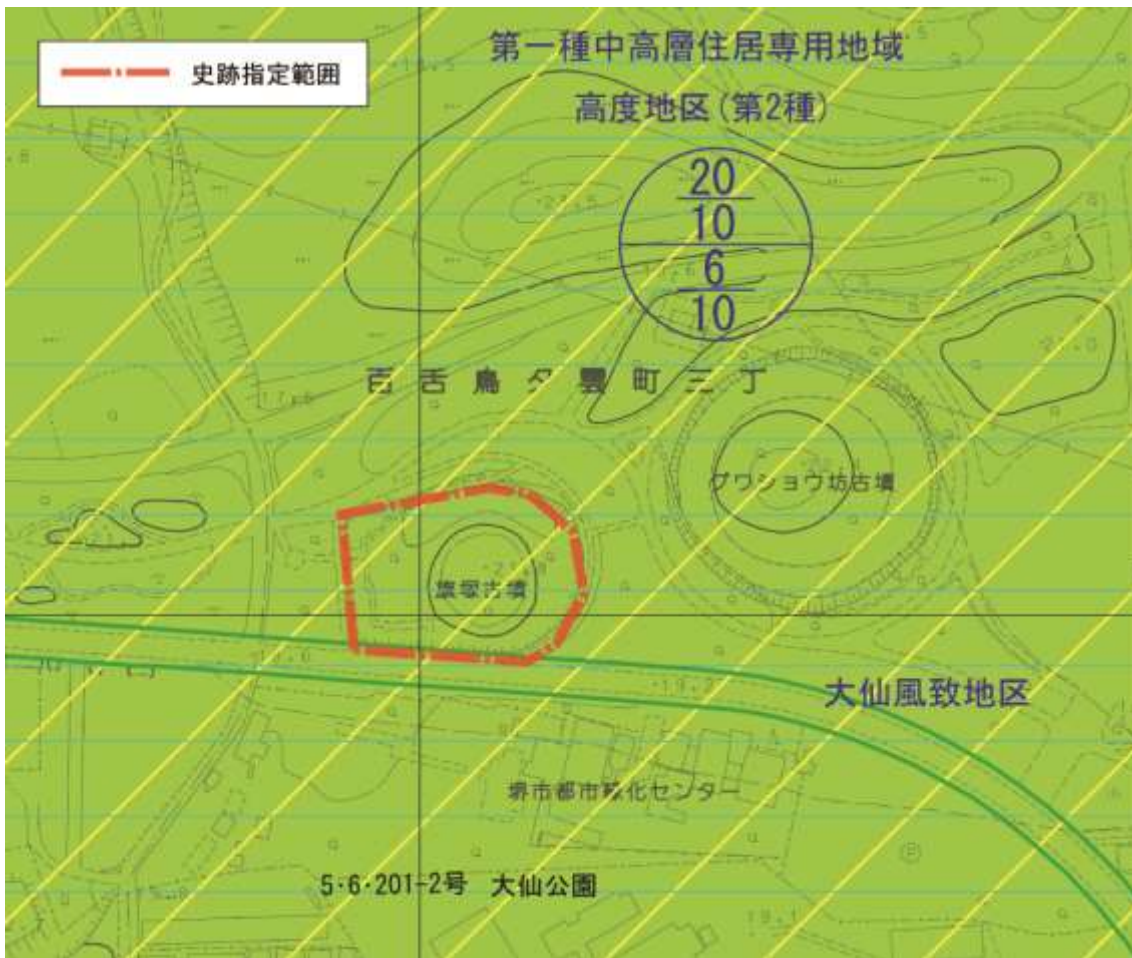 史跡指定範囲
第一種中高層住居専用地域
高度地区(第2種)
20
10
6
10
百舌鳥夕雲町三丁
グワショウ坊古墳
旗塚古墳
大仙風致地区
堺市都市緑化センター
5・6・201-2号 大仙公園
19.1